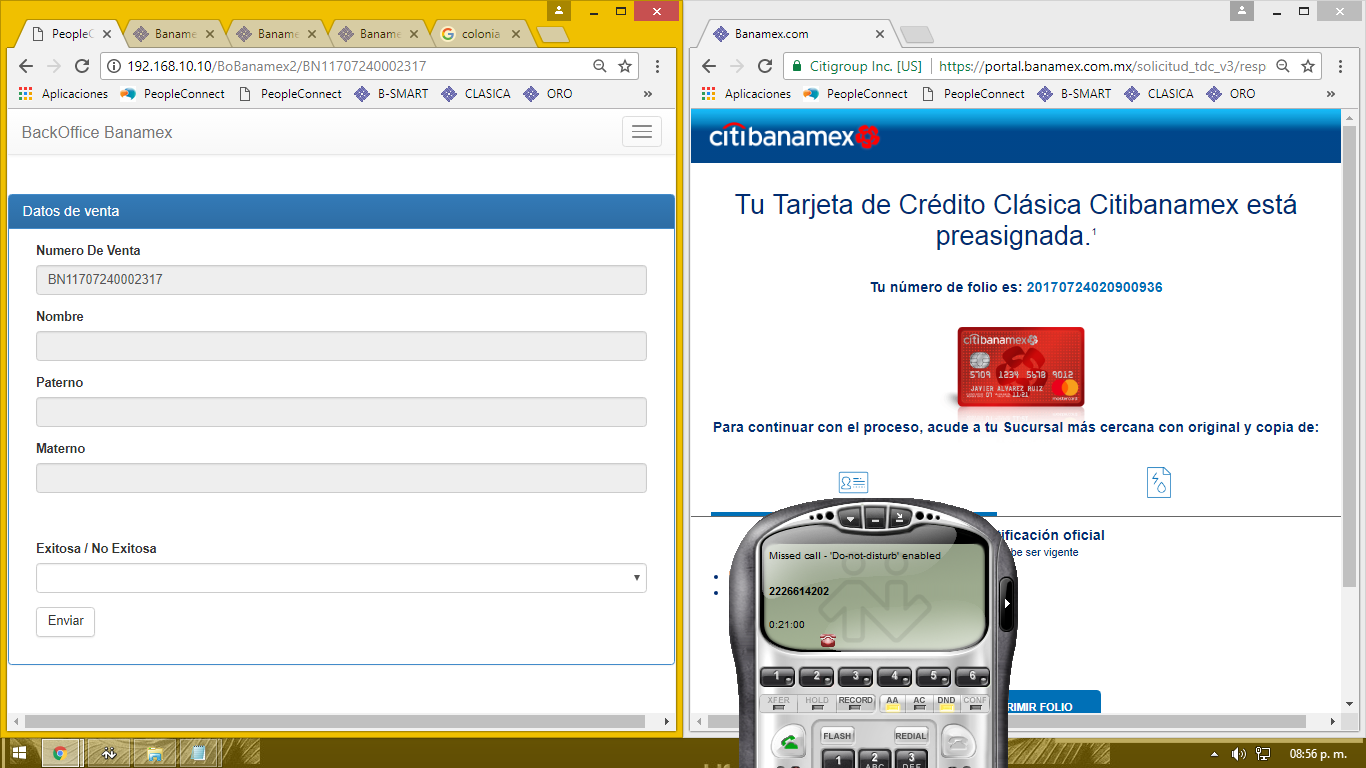 PeopleC
Baname
Baname
Baname
colonia
192.168.10.10/BoBanamex2/BN11707240002317
Aplicaciones
PeopleConnect
PeopleConnect
B-SMART
CLASICA
ORO
»
BackOffice Banamex
Datos de venta
Numero De Venta
BN11707240002317
Nombre
Paterno
Materno
Exitosa / No Exitosa
Enviar
Banamex.com
Citigroup Inc. [US]
https://portal.banamex.com.mx/solicitud_tdc_v3/resp
Aplicaciones
PeopleConnect
PeopleConnect
B-SMART
CLASICA
ORO
»
citibanamex
Tu Tarjeta de Crédito Clásica Citibanamex está
preasignada.1
Tu número de folio es: 20170724020900936
citibanamex
5709 1234 5678 9012
JAVIER ALVAREZ RUIZ
mastercard
Para continuar con el proceso, acude a tu Sucursal más cercana con original y copia de:
tificación oficial
be ser vigente
RIMIR FOLIO
Missed call - 'Do-not-disturb' enabled
2226614202
0:21:00
1 2 3 4 5 6
XFER HOLD RECORD AA AC DND CONF
FLASH REDIAL
1 2 3
ABC DEF
08:56 p. m.